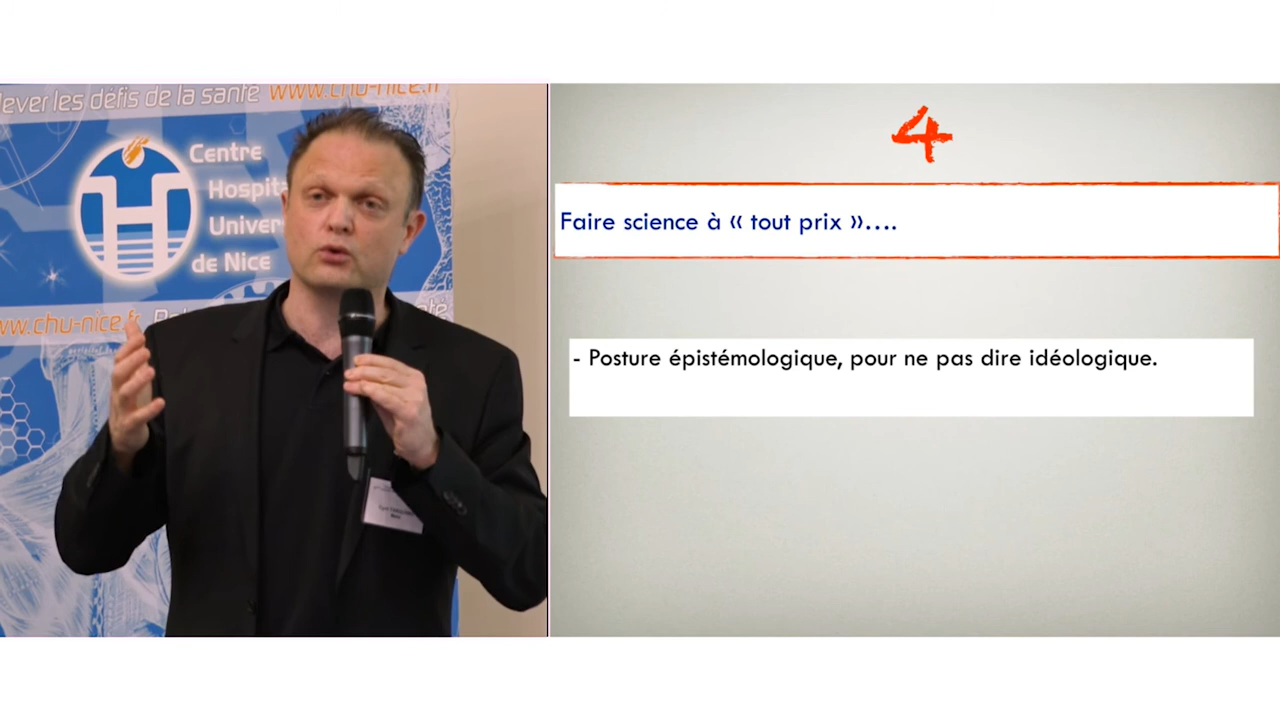 lever les défis de la santé www.chu-nice.fr
Centre
Hospita
Univer
de Nice
www.chu-nice.fr
4
Faire science à « tout prix »....
- Posture épistémologique, pour ne pas dire idéologique.